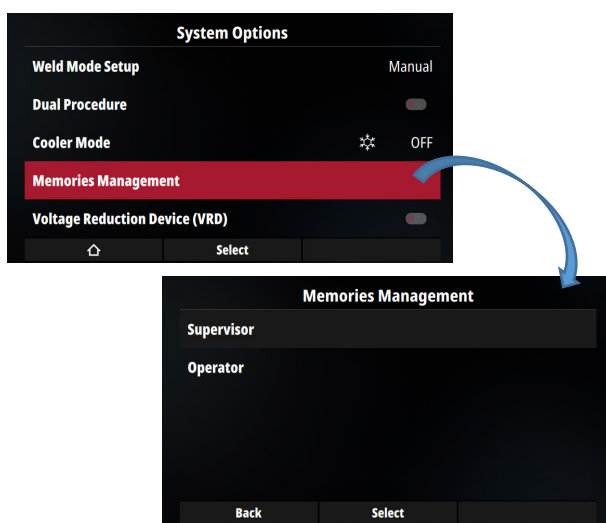 System Options
Weld Mode Setup Manual
Dual Procedure
Cooler Mode OFF
Memories Management
Voltage Reduction Device (VRD)
Select
Memories Management
Supervisor
Operator
Back Select